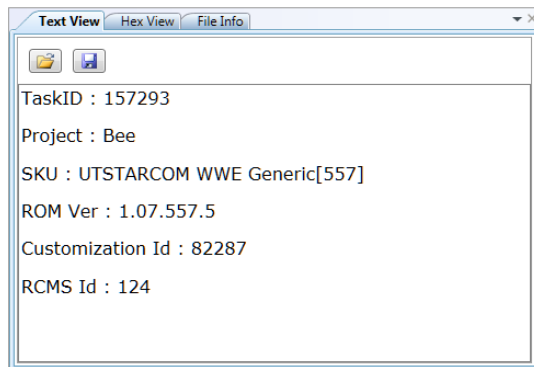 Text View Hex View File Info
TaskID : 157293
Project : Bee
SKU : UTSTARCOM WWE Generic[557]
ROM Ver : 1.07.557.5
Customization Id : 82287
RCMS Id : 124